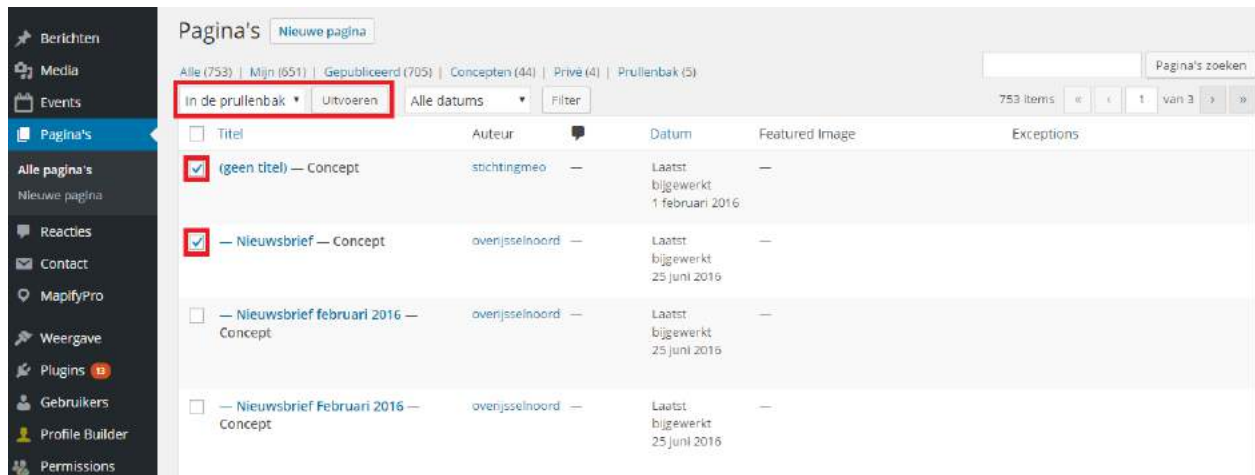 Berichten
Media
Events
Pagina's
Alle pagina's
Nieuwe pagina
Reacties
Contact
MapifyPro
Weergave
Plugins 13
Gebruikers
Profile Builder
Permissions
Pagina's Nieuwe pagina
Alle (753) | Mijn (651) | Gepubliceerd (705) | Concepten (44) | Privé (4) | Prullenbak (5)
Pagina's zoeken
In de prullenbak Uitvoeren Alle datums Filter
753 items « ‹ 1 van 3 › »
Titel Auteur Datum Featured Image Exceptions
(geen titel) — Concept stichtingmeo — Laatst —
bijgewerkt
1 februari 2016
— Nieuwsbrief — Concept overijsselnoord — Laatst —
bijgewerkt
25 juni 2016
— Nieuwsbrief februari 2016 — overijsselnoord — Laatst —
Concept bijgewerkt
25 juni 2016
— Nieuwsbrief Februari 2016 — overijsselnoord — Laatst —
Concept bijgewerkt
25 juni 2016